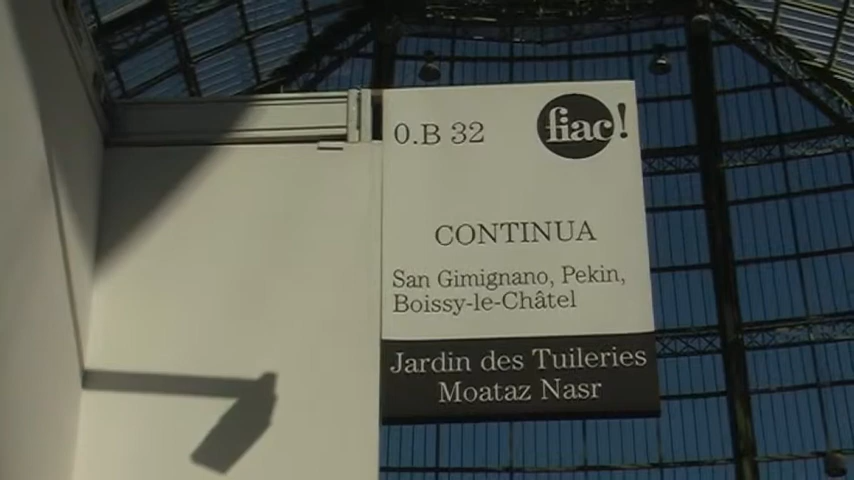 0.B 32
fiac!
CONTINUA
San Gimignano, Pekin,
Boissy-le-Châtel
Jardin des Tuileries
Moataz Nasr